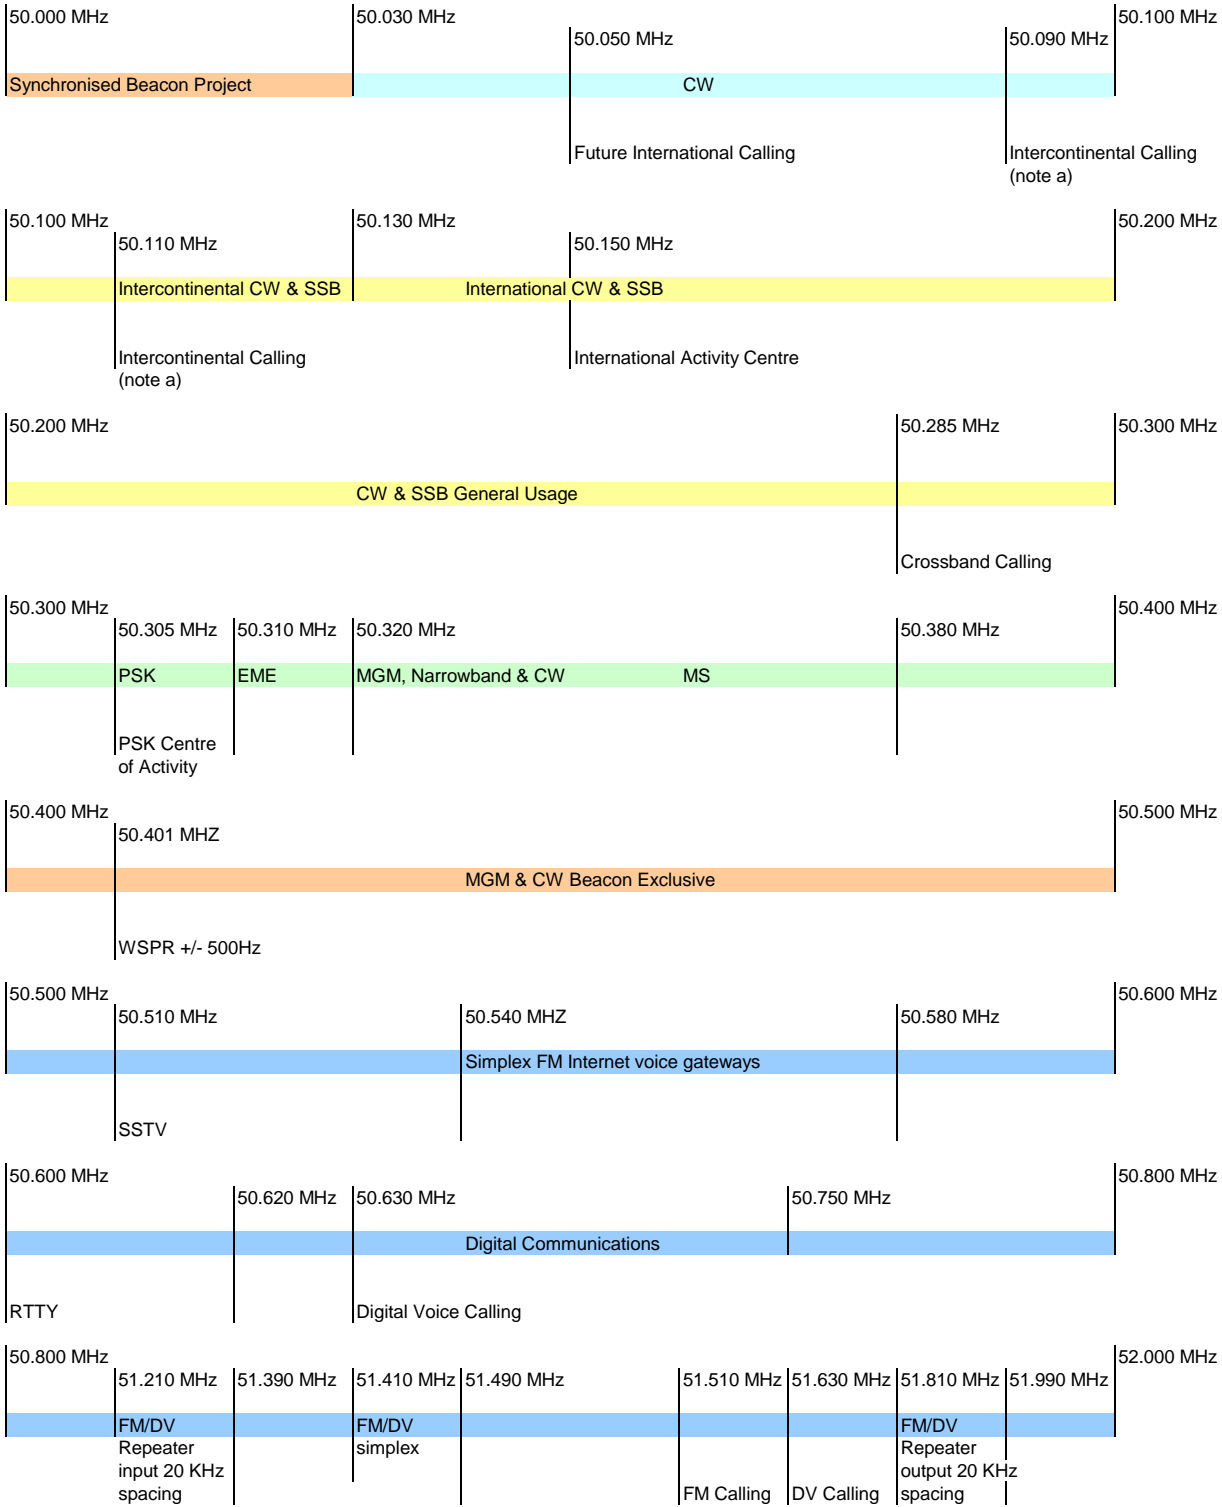 50.000 MHz 50.030 MHz 50.100 MHz
50.050 MHz 50.090 MHz
Synchronised Beacon Project CW
Future International Calling Intercontinental Calling
(note a)
50.100 MHz 50.130 MHz 50.200 MHz
50.110 MHz 50.150 MHz
Intercontinental CW & SSB International CW & SSB
Intercontinental Calling International Activity Centre
(note a)
50.200 MHz 50.285 MHz 50.300 MHz
CW & SSB General Usage
Crossband Calling
50.300 MHz 50.400 MHz
50.305 MHz 50.310 MHz 50.320 MHz 50.380 MHz
PSK EME MGM, Narrowband & CW MS
PSK Centre
of Activity
50.400 MHz 50.500 MHz
50.401 MHZ
MGM & CW Beacon Exclusive
WSPR +/- 500Hz
50.500 MHz 50.600 MHz
50.510 MHz 50.540 MHZ 50.580 MHz
Simplex FM Internet voice gateways
SSTV
50.600 MHz 50.800 MHz
50.620 MHz 50.630 MHz 50.750 MHz
Digital Communications
RTTY Digital Voice Calling
50.800 MHz 52.000 MHz
51.210 MHz 51.390 MHz 51.410 MHz 51.490 MHz 51.510 MHz 51.630 MHz 51.810 MHz 51.990 MHz
FM/DV FM/DV FM/DV
Repeater simplex Repeater
input 20 KHz output 20 KHz
spacing FM Calling DV Calling spacing